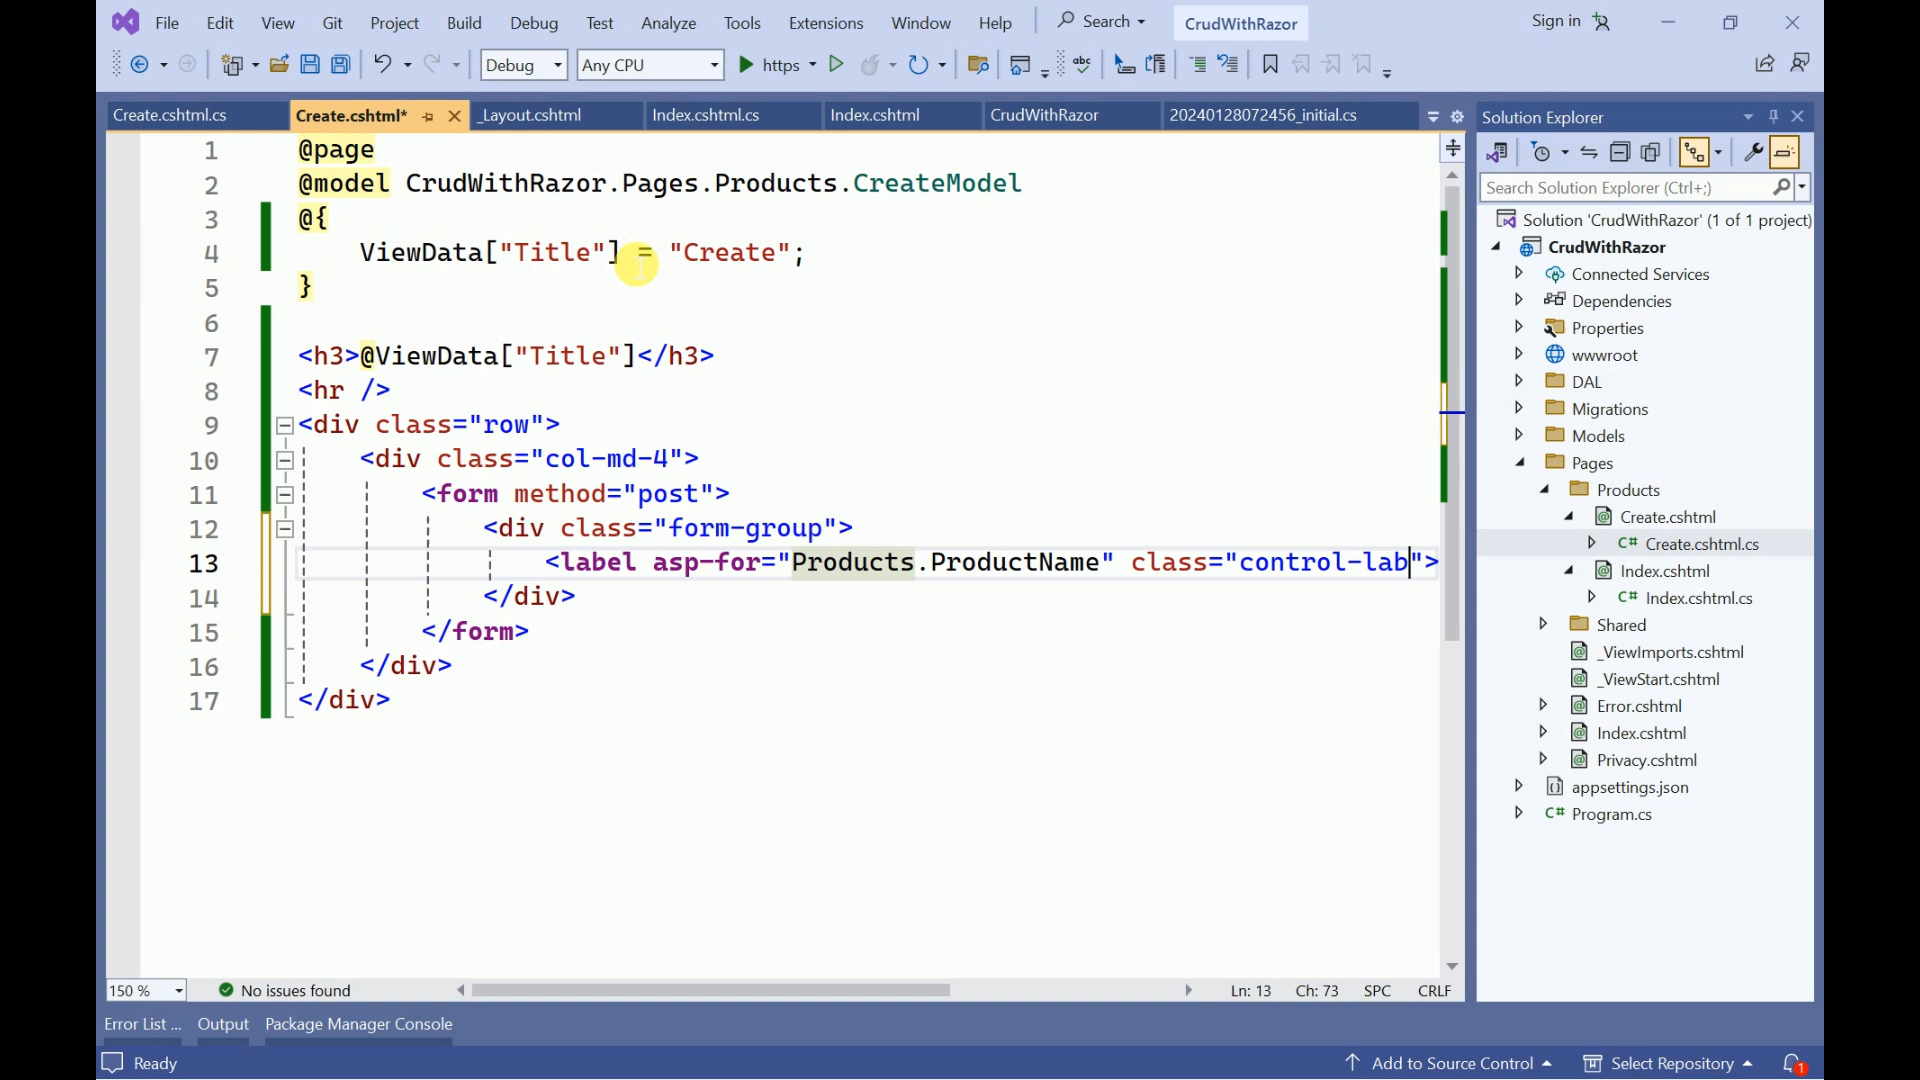 File Edit View Git Project Build Debug Test Analyze Tools Extensions Window Help Search CrudWithRazor Sign in
Debug Any CPU https abc
Create.cshtml.cs Create.cshtml* _Layout.cshtml Index.cshtml.cs Index.cshtml CrudWithRazor 20240128072456_initial.cs
1 @page
2 @model CrudWithRazor.Pages.Products.CreateModel
3 @{
4 ViewData["Title"] = "Create";
5 }
6
7 <h3>@ViewData["Title"]</h3>
8 <hr />
9 <div class="row">
10 <div class="col-md-4">
11 <form method="post">
12 <div class="form-group">
13 <label asp-for="Products.ProductName" class="control-lab">
14 </div>
15 </form>
16 </div>
17 </div>
150 % No issues found Ln: 13 Ch: 73 SPC CRLF
Solution Explorer
Search Solution Explorer (Ctrl+;)
Solution 'CrudWithRazor' (1 of 1 project)
CrudWithRazor
Connected Services
Dependencies
Properties
wwwroot
DAL
Migrations
Models
Pages
Products
Create.cshtml
C# Create.cshtml.cs
Index.cshtml
C# Index.cshtml.cs
Shared
_ViewImports.cshtml
_ViewStart.cshtml
Error.cshtml
Index.cshtml
Privacy.cshtml
appsettings.json
C# Program.cs
Error List ... Output Package Manager Console
Ready Add to Source Control Select Repository 1